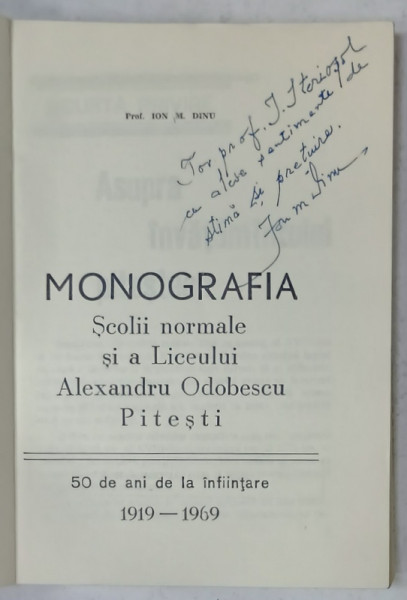 Prof. ION M. DINU
Tov prof. I. Steriopol
cu alese sentimente de
stimă și prețuire.
Ion M Dinu
MONOGRAFIA
Școlii normale
și a Liceului
Alexandru Odobescu
Pitești
50 de ani de la înființare
1919 — 1969